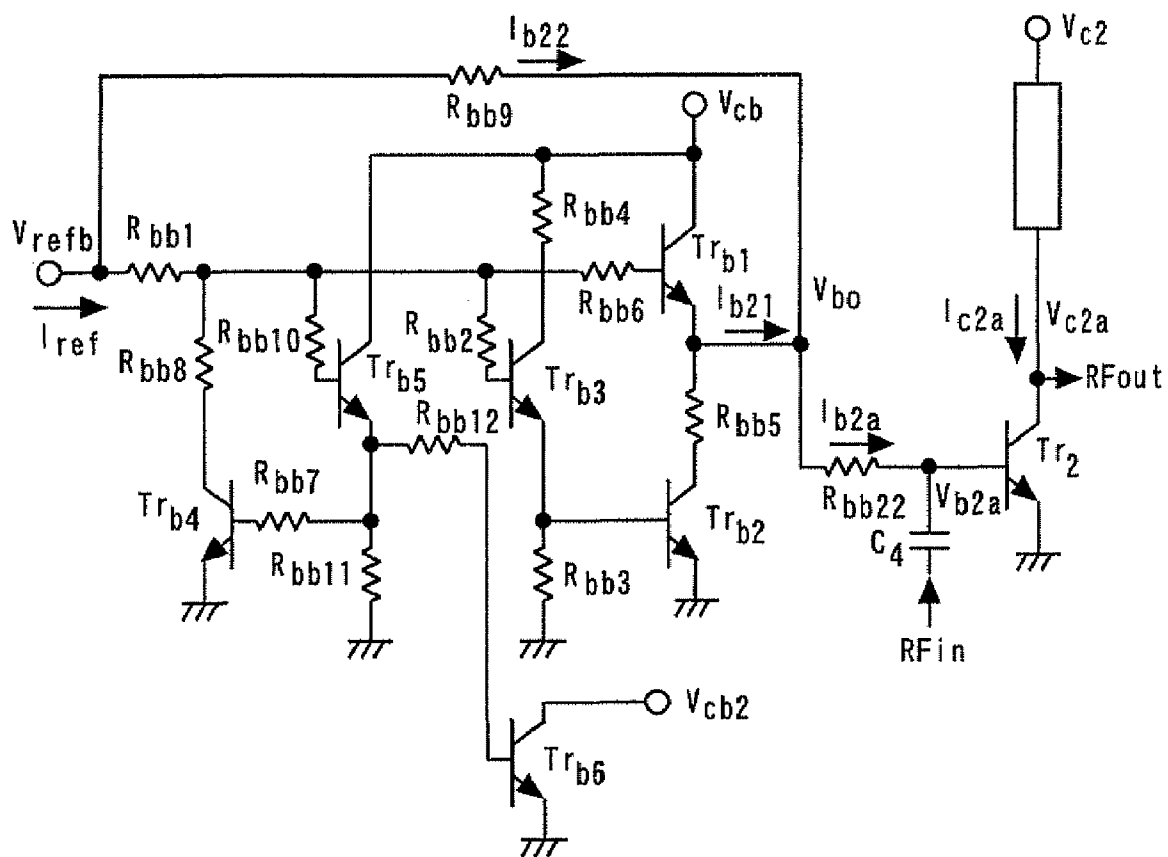 Vc2
Ib22
Rbb9
Vcb
Rbb4
Vrefb
Rbb1
Trb1
Rbb6
Ib21
Vbo
Iref
Rbb10
Rbb2
Ic2a
Vc2a
Rbb8
Trb5
Trb3
RFout
Rbb12
Rbb5
Ib2a
Tr2
Rbb7
Trb4
Trb2
Rbb22
Vb2a
C4
Rbb11
Rbb3
RFin
Vcb2
Trb6